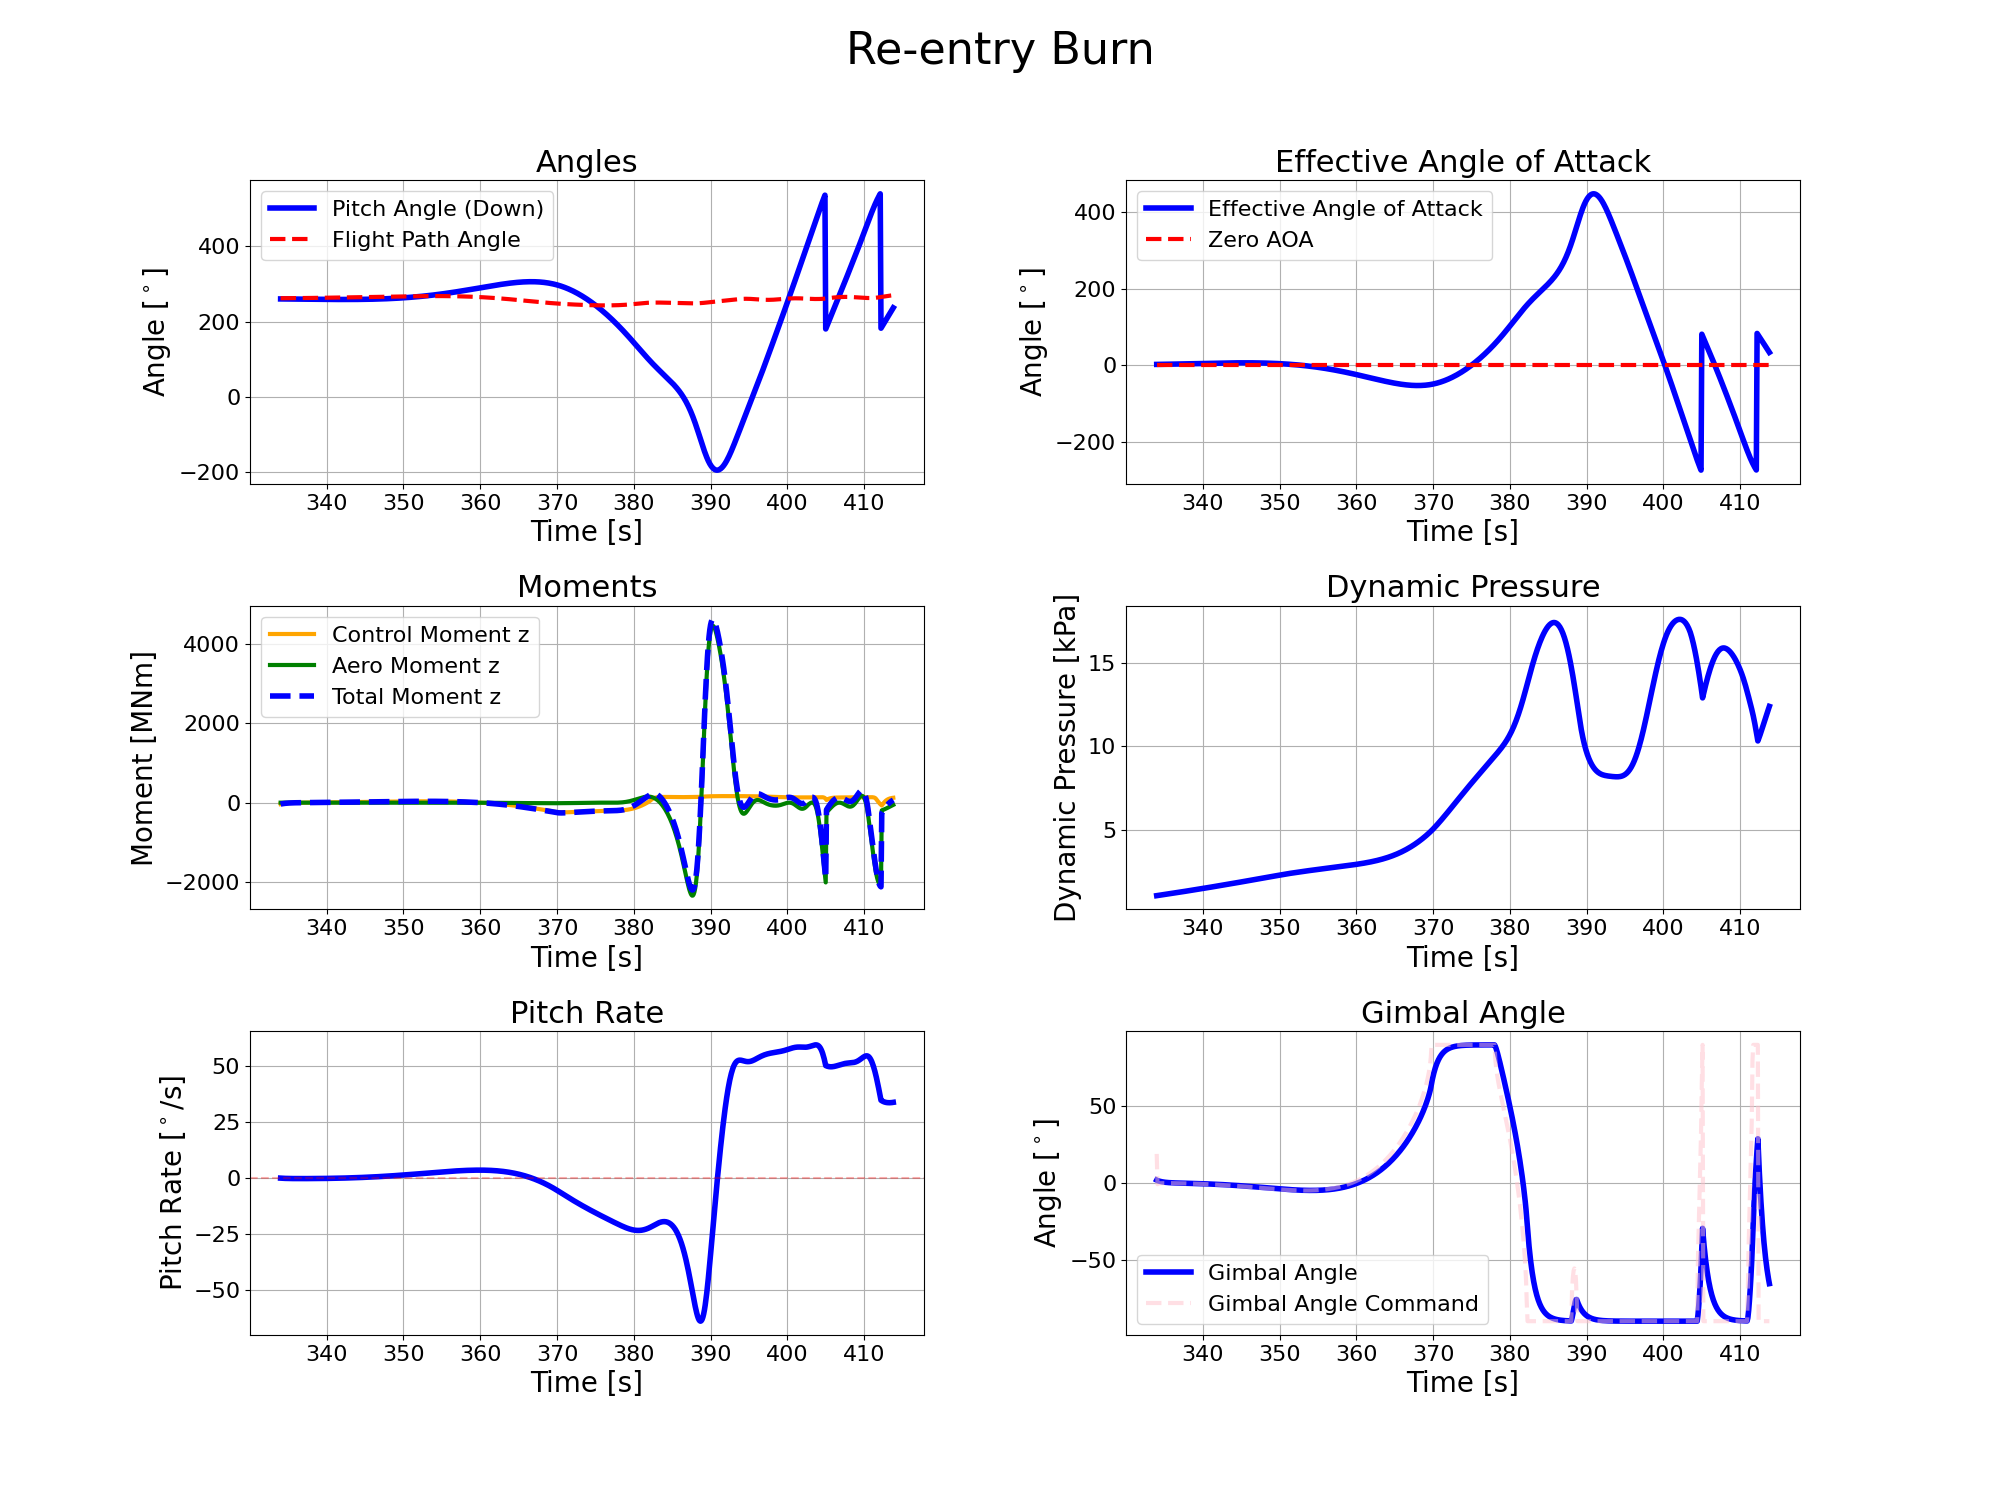 Re-entry Burn
Angles
Pitch Angle (Down)
Flight Path Angle
Angle [°]
400
200
0
−200
340 350 360 370 380 390 400 410
Time [s]
Effective Angle of Attack
Effective Angle of Attack
Zero AOA
Angle [°]
400
200
0
−200
340 350 360 370 380 390 400 410
Time [s]
Moments
Control Moment z
Aero Moment z
Total Moment z
Moment [MNm]
4000
2000
0
−2000
340 350 360 370 380 390 400 410
Time [s]
Dynamic Pressure
Dynamic Pressure [kPa]
15
10
5
340 350 360 370 380 390 400 410
Time [s]
Pitch Rate
Pitch Rate [°/s]
50
25
0
−25
−50
340 350 360 370 380 390 400 410
Time [s]
Gimbal Angle
Angle [°]
50
0
−50
Gimbal Angle
Gimbal Angle Command
340 350 360 370 380 390 400 410
Time [s]